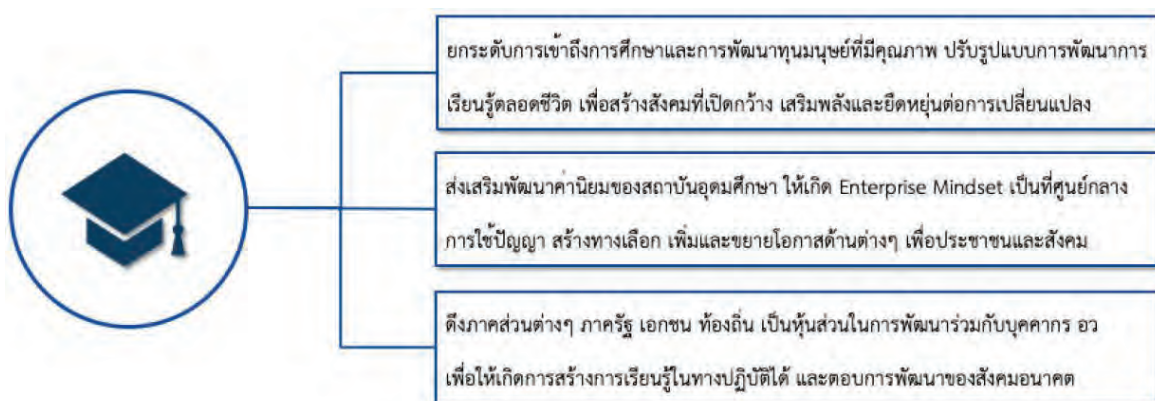 ยกระดับการเข้าถึงการศึกษาและการพัฒนาทุนมนุษย์ที่มีคุณภาพ ปรับรูปแบบการพัฒนาการ
เรียนรู้ตลอดชีวิต เพื่อสร้างสังคมที่เปิดกว้าง เสริมพลังและยืดหยุ่นต่อการเปลี่ยนแปลง
ส่งเสริมพัฒนาค่านิยมของสถาบันอุดมศึกษา ให้เกิด Enterprise Mindset เป็นที่ศูนย์กลาง
การใช้ปัญญา สร้างทางเลือก เพิ่มและขยายโอกาสด้านต่างๆ เพื่อประชาชนและสังคม
ดึงภาคส่วนต่างๆ ภาครัฐ เอกชน ท้องถิ่น เป็นหุ้นส่วนในการพัฒนาร่วมกับบุคคากร อว
เพื่อให้เกิดการสร้างการเรียนรู้ในทางปฏิบัติได้ และตอบการพัฒนาของสังคมอนาคต